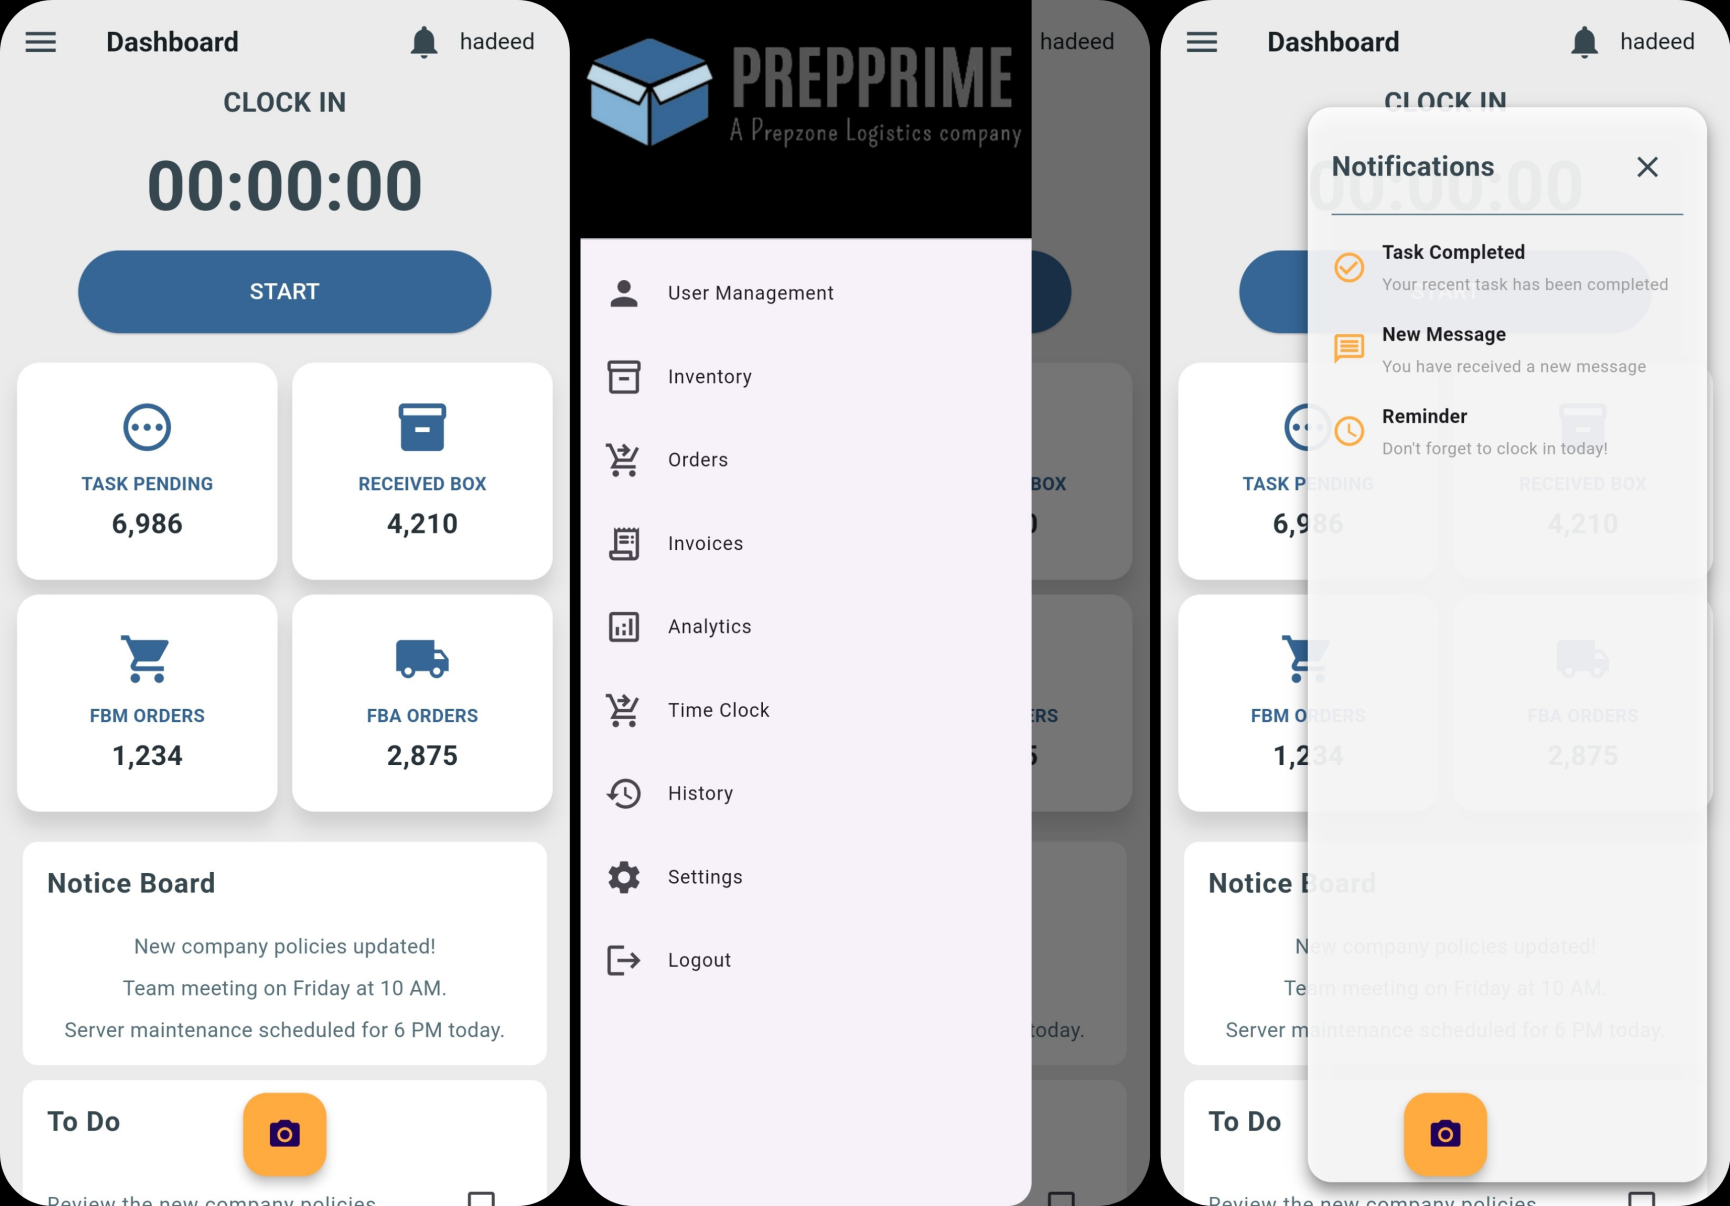 Dashboard
hadeed
CLOCK IN
00:00:00
START
TASK PENDING
6,986
RECEIVED BOX
4,210
FBM ORDERS
1,234
FBA ORDERS
2,875
Notice Board
New company policies updated!
Team meeting on Friday at 10 AM.
Server maintenance scheduled for 6 PM today.
To Do
Review the new company policies
PREPPRIME
A Prepzone Logistics company
User Management
Inventory
Orders
Invoices
Analytics
Time Clock
History
Settings
Logout
hadeed
BOX
0
ERS
5
today.
Dashboard
hadeed
CLOCK IN
00:00:00
START
Notifications
Task Completed
Your recent task has been completed
New Message
You have received a new message
Reminder
Don't forget to clock in today!
TASK PENDING
6,986
RECEIVED BOX
4,210
FBM ORDERS
1,234
FBA ORDERS
2,875
Notice Board
New company policies updated!
Team meeting on Friday at 10 AM.
Server maintenance scheduled for 6 PM today.
To Do
Review the new company policies